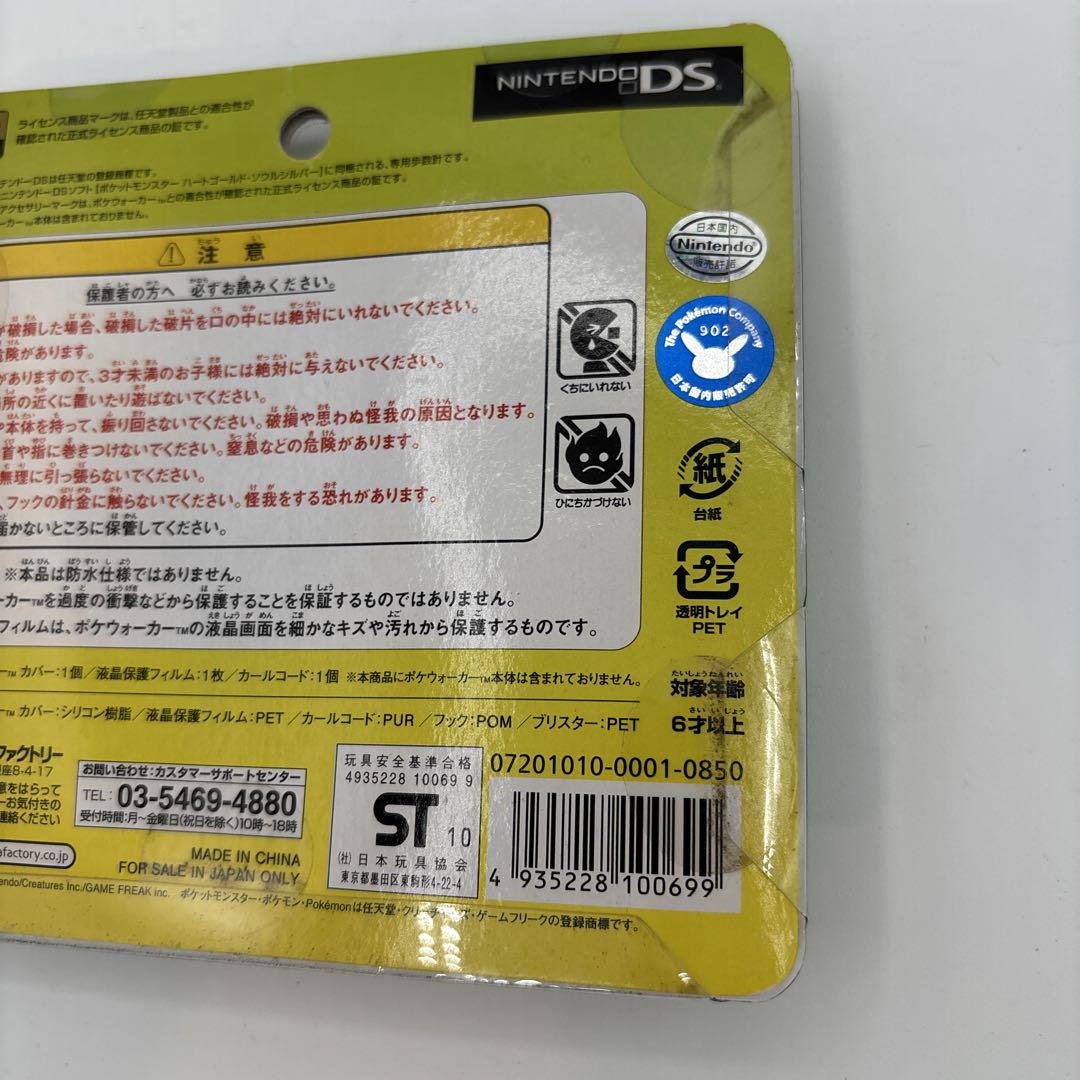 NINTENDO DS
ライセンス商品マークは、任天堂製品との適合性が
確認された正式ライセンス商品の証です。
テンドーDSは任天堂の登録商標です。
ニンテンドーDSソフト『ポケットモンスター ハートゴールド・ソウルシルバー』に同梱される、専用歩数計です。
アクセサリーマークは、ポケウォーカー™との適合性が確認された正式ライセンス商品の証です。
ーカー™本体は含まれておりません。
注意
保護者の方へ 必ずお読みください。
が破損した場合、破損した破片を口の中には絶対にいれないでください。
危険があります。
がありますので、3才未満のお子様には絶対に与えないでください。
場所の近くに置いたり遊ばないでください。
や本体を持って、振り回さないでください。破損や思わぬ怪我の原因となります。
首や指に巻きつけないでください。窒息などの危険があります。
無理に引っ張らないでください。
、フックの針金に触らないでください。怪我をする恐れがあります。
届かないところに保管してください。
※本品は防水仕様ではありません。
ーカー™を過度の衝撃などから保護することを保証するものではありません。
フィルムは、ポケウォーカー™の液晶画面を細かなキズや汚れから保護するものです。
くちにいれない
ひにちかづけない
日本国内
Nintendo
販売許諾
The Pokémon Company
902
日本国内販売許可
紙
台紙
プラ
透明トレイ
PET
対象年齢
6才以上
ー™ カバー:1個/液晶保護フィルム:1枚/カールコード:1個 ※本商品にポケウォーカー™本体は含まれておりません。
ー™ カバー:シリコン樹脂/液晶保護フィルム:PET/カールコード:PUR/フック:POM/ブリスター:PET
ファクトリー
座8-4-17
意をはらって
ーお気付きの
連絡ください
afactory.co.jp
お問い合わせ:カスタマーサポートセンター
TEL:03-5469-4880
受付時間:月〜金曜日(祝日を除く)10時〜18時
MADE IN CHINA
FOR SALE IN JAPAN ONLY
玩具安全基準合格
4935228 10069 9
ST 10
(社)日本玩具協会
東京都墨田区東駒形4-22-4
07201010-0001-0850
4 935228 100699
ndo/Creatures Inc./GAME FREAK inc. ポケットモンスター・ポケモン・Pokémonは任天堂・クリーチャーズ・ゲームフリークの登録商標です。